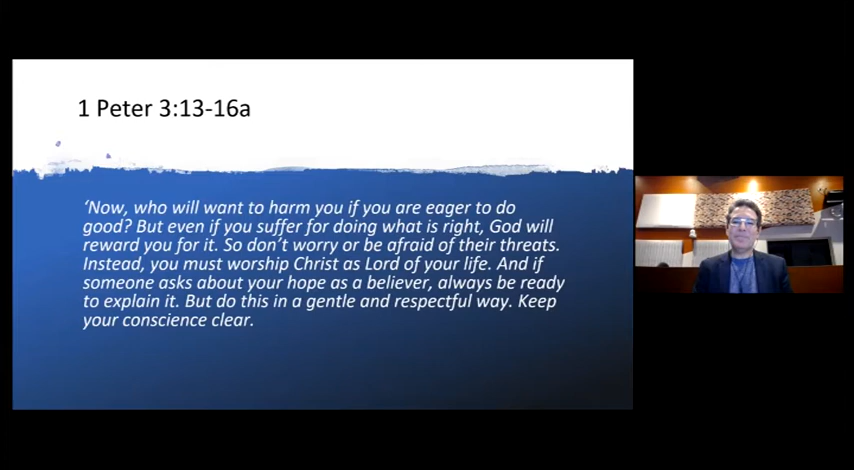 1 Peter 3:13-16a
‘Now, who will want to harm you if you are eager to do
good? But even if you suffer for doing what is right, God will
reward you for it. So don’t worry or be afraid of their threats.
Instead, you must worship Christ as Lord of your life. And if
someone asks about your hope as a believer, always be ready
to explain it. But do this in a gentle and respectful way. Keep
your conscience clear.